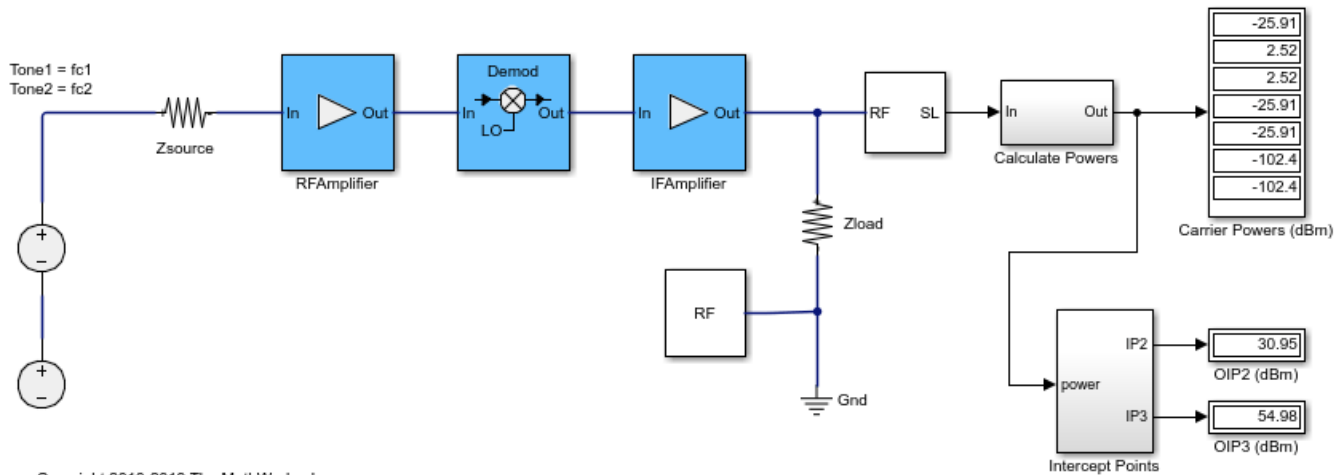 Tone1 = fc1
Tone2 = fc2
Zsource
In
Out
RFAmplifier
Demod
In
LO
Out
In
Out
IFAmplifier
RF
SL
In
Out
Calculate Powers
-25.91
2.52
2.52
-25.91
-25.91
-102.4
-102.4
Carrier Powers (dBm)
Zload
RF
Gnd
power
IP2
IP3
Intercept Points
30.95
OIP2 (dBm)
54.98
OIP3 (dBm)